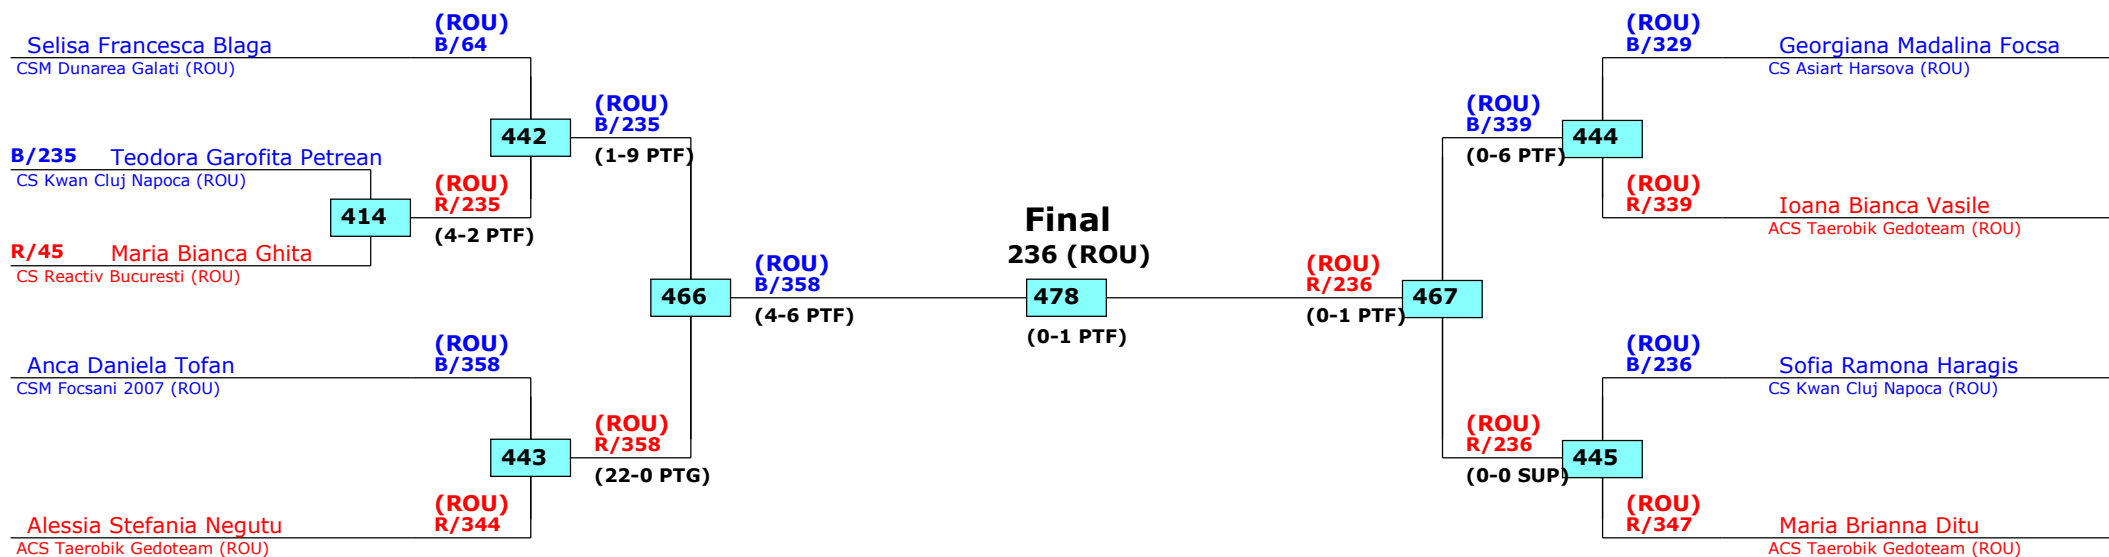 (ROU)
B/64
Selisa Francesca Blaga
CSM Dunarea Galati (ROU)
B/235 Teodora Garofita Petrean
CS Kwan Cluj Napoca (ROU)
R/45 Maria Bianca Ghita
CS Reactiv Bucuresti (ROU)
414
(ROU)
R/235
(4-2 PTF)
442
(ROU)
B/235
(1-9 PTF)
(ROU)
B/358
Anca Daniela Tofan
CSM Focsani 2007 (ROU)
(ROU)
R/344
Alessia Stefania Negutu
ACS Taerobik Gedoteam (ROU)
443
(ROU)
R/358
(22-0 PTG)
466
(ROU)
B/358
(4-6 PTF)
Final
236 (ROU)
478
(0-1 PTF)
(ROU)
R/236
(0-1 PTF)
467
(ROU)
B/339
(0-6 PTF)
444
(ROU)
B/329
Georgiana Madalina Focsa
CS Asiart Harsova (ROU)
(ROU)
R/339
Ioana Bianca Vasile
ACS Taerobik Gedoteam (ROU)
(ROU)
R/236
(0-0 SUP)
445
(ROU)
B/236
Sofia Ramona Haragis
CS Kwan Cluj Napoca (ROU)
(ROU)
R/347
Maria Brianna Ditu
ACS Taerobik Gedoteam (ROU)